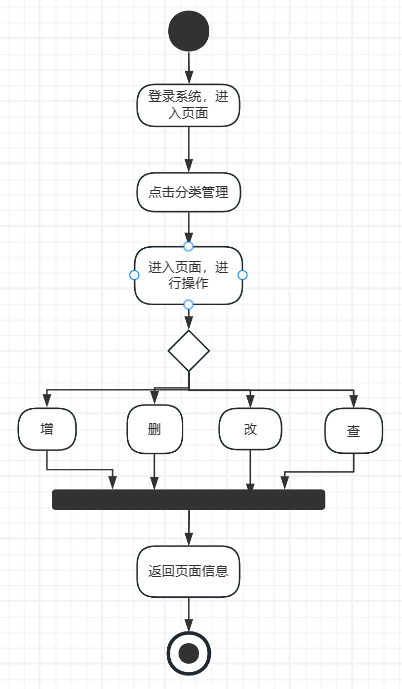 登录系统，进
入页面
点击分类管理
进入页面，进
行操作
增
删
改
查
返回页面信息